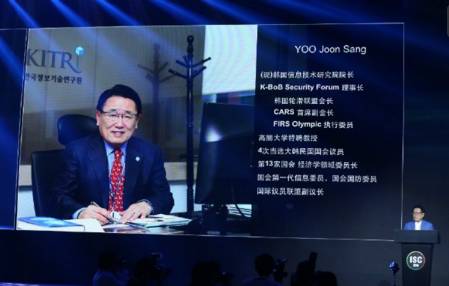 KITRI
한국정보기술연구원
YOO Joon Sang
(现)韩国信息技术研究院院长
K-BoB Security Forum 理事长
韩国轮滑联盟会长
CARS 首席副会长
FIRS Olympic 执行委员
高丽大学特聘教授
4次当选大韩民国国会议员
第13家国会 经济学领域委员长
国会第一代信息委员，国会国防委员
国际议员联盟副议长
ISC